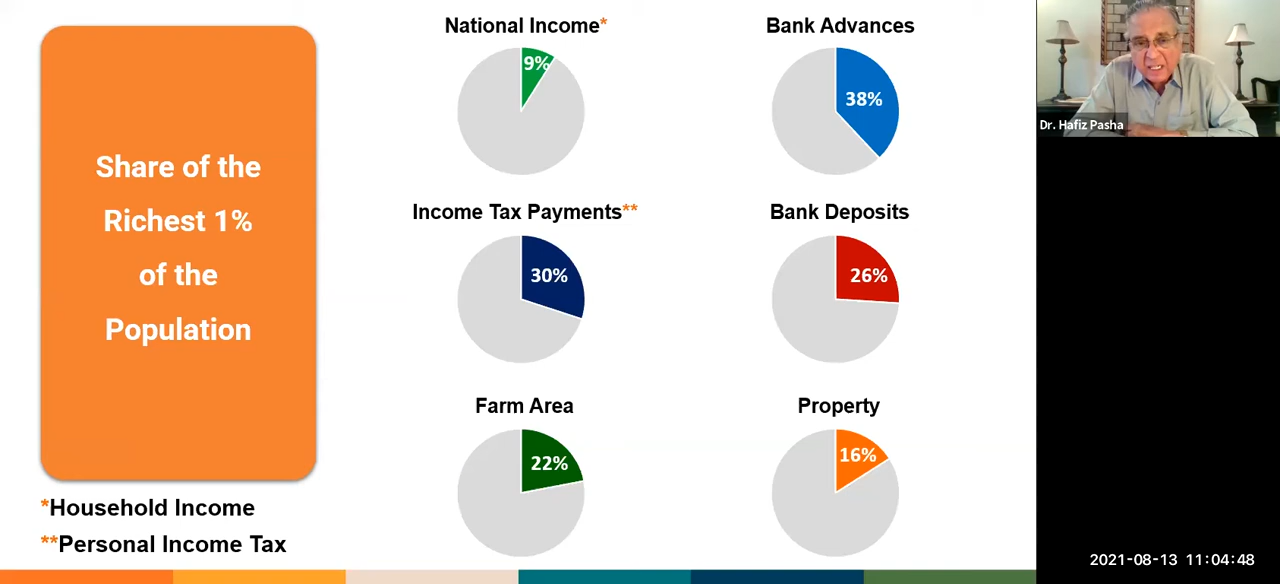 Share of the
Richest 1%
of the
Population
*Household Income
**Personal Income Tax
National Income*
9%
Bank Advances
38%
Income Tax Payments**
30%
Bank Deposits
26%
Farm Area
22%
Property
16%
Dr. Hafiz Pasha
2021-08-13 11:04:48